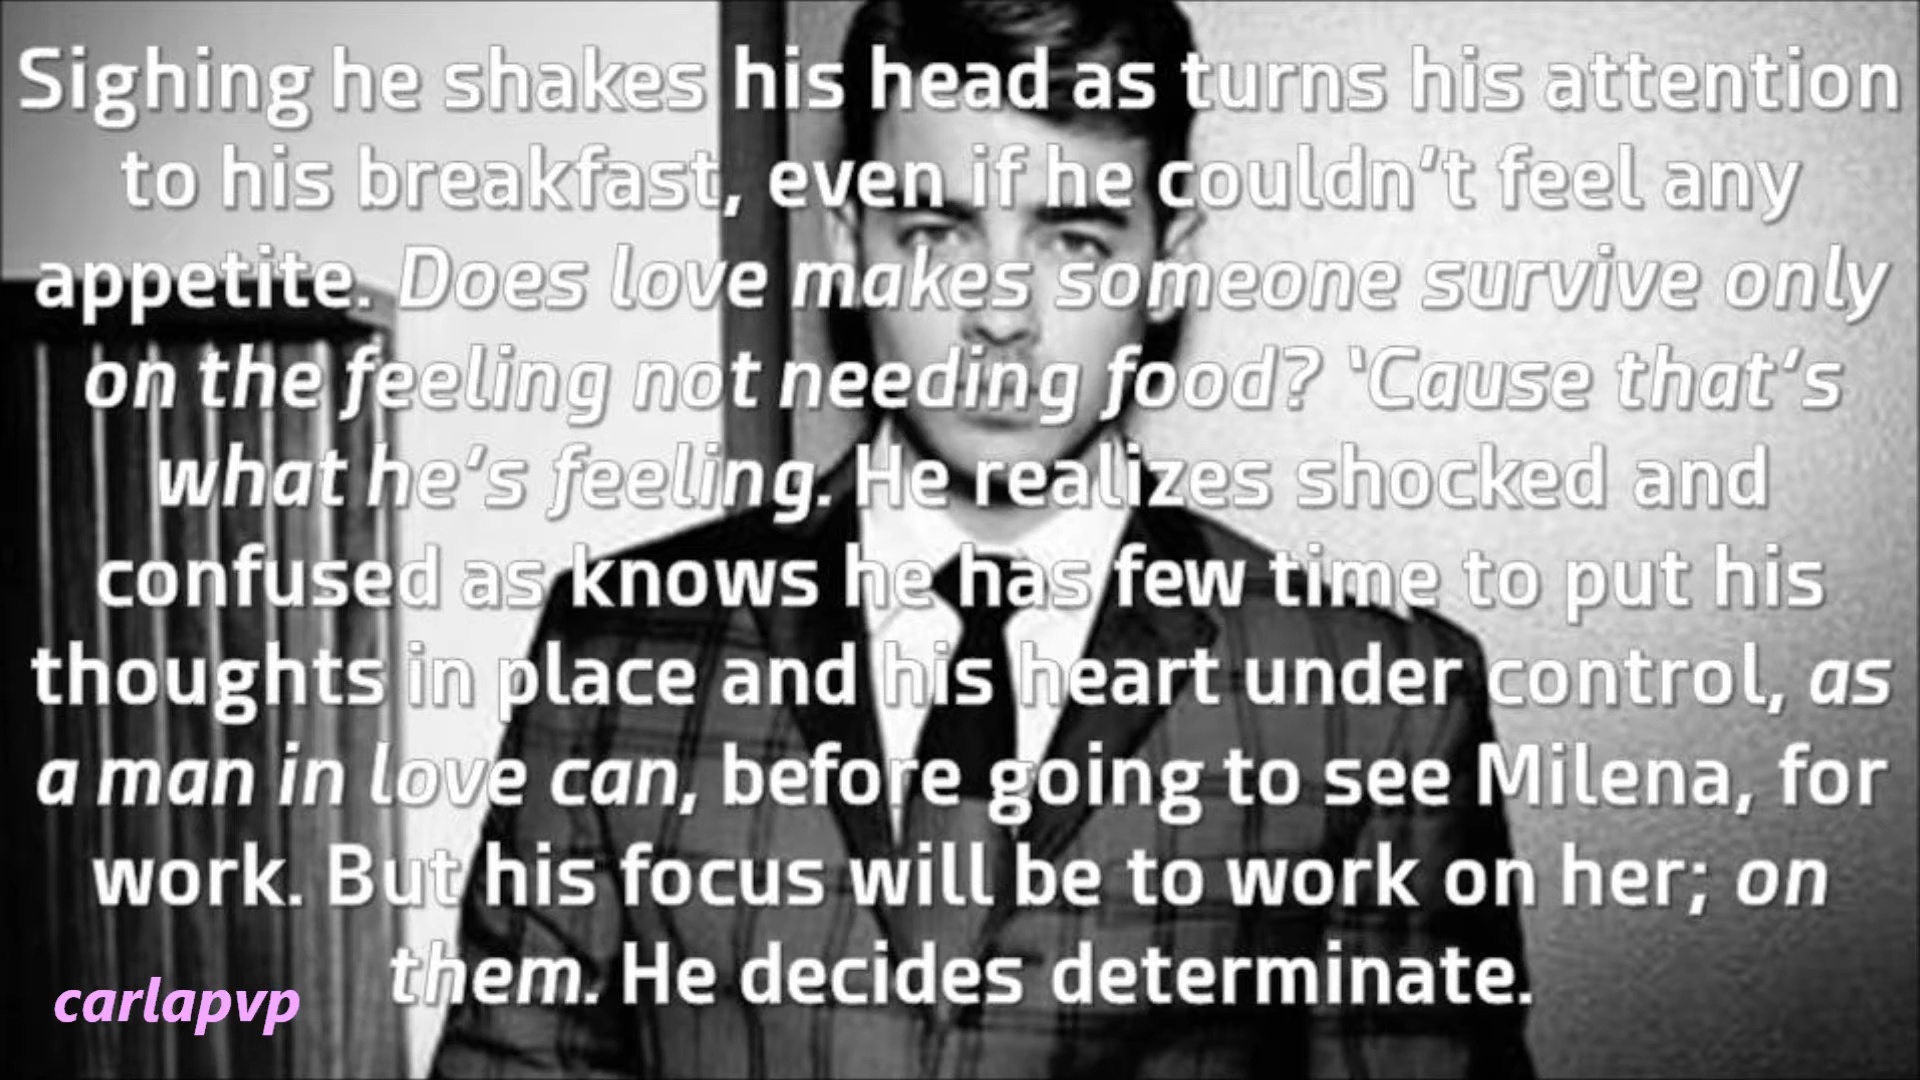 Sighing he shakes his head as turns his attention
to his breakfast, even if he couldn’t feel any
appetite. Does love makes someone survive only
on the feeling not needing food? ‘Cause that’s
what he’s feeling. He realizes shocked and
confused as knows he has few time to put his
thoughts in place and his heart under control, as
a man in love can, before going to see Milena, for
work. But his focus will be to work on her; on
them. He decides determinate.
carlapvp